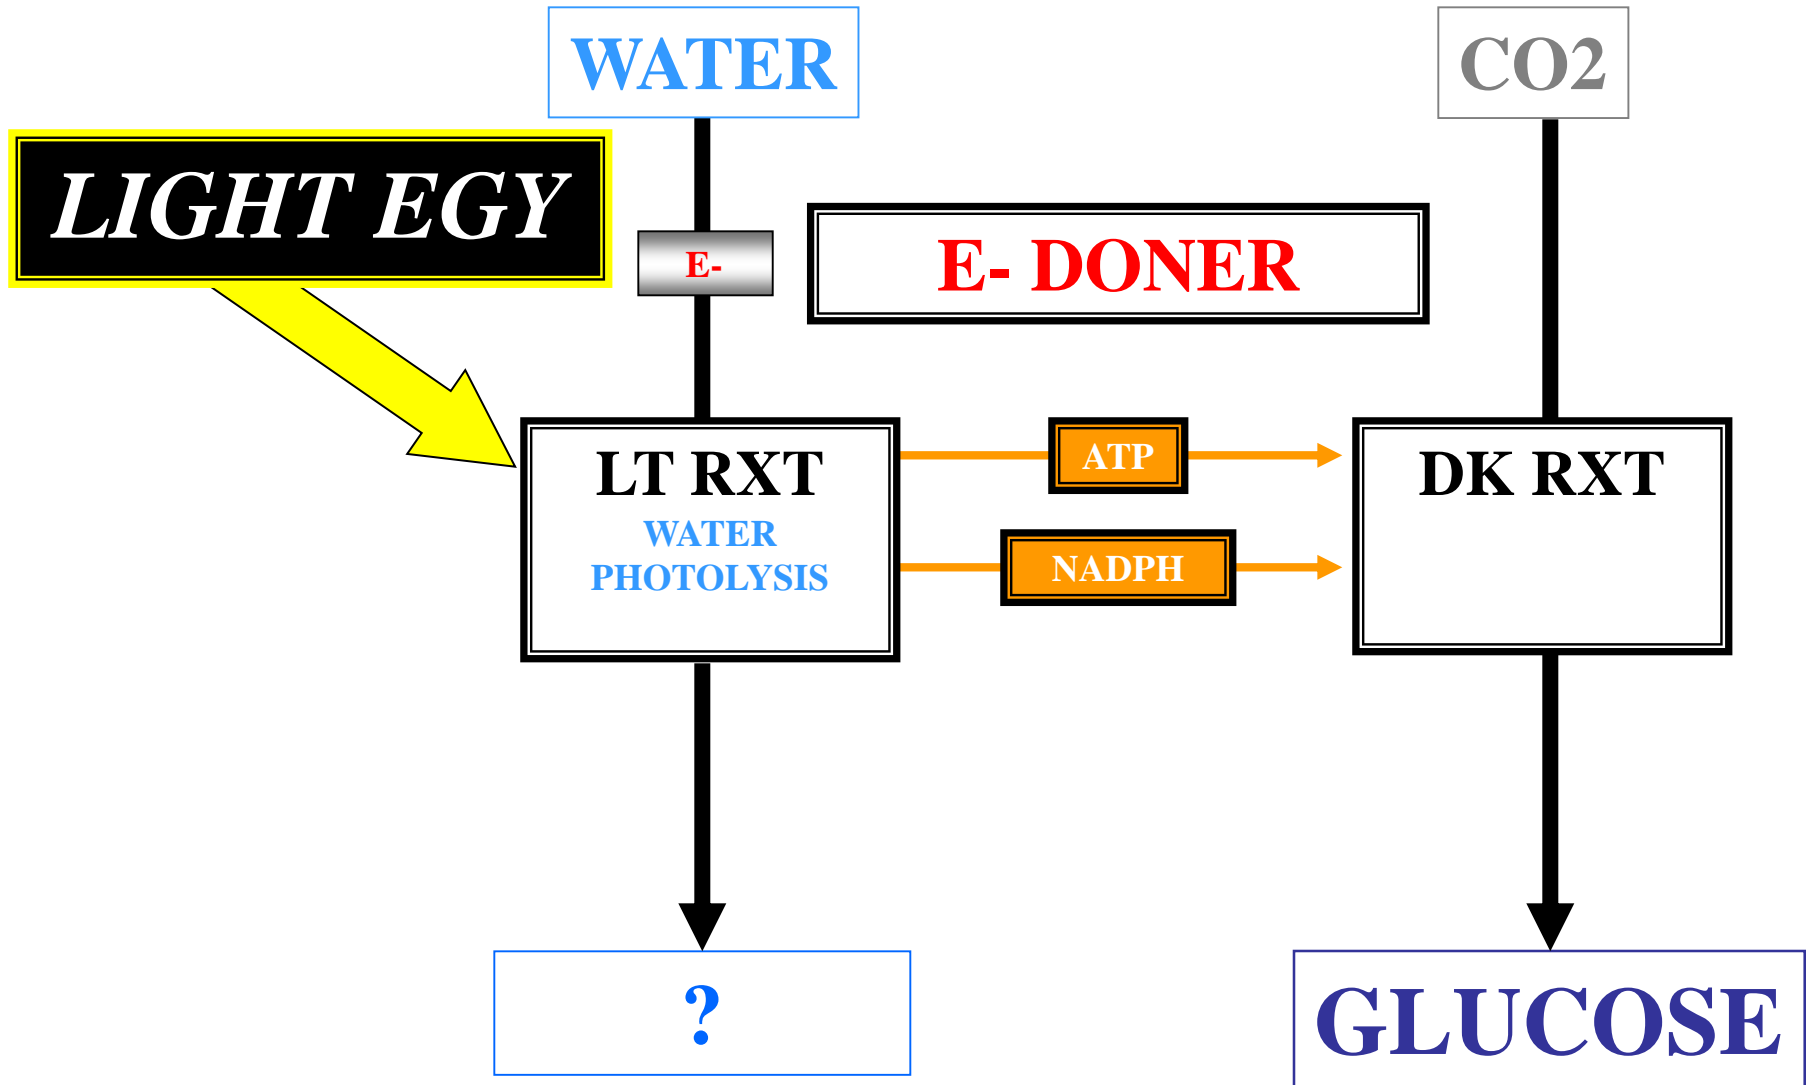 WATER
CO2
LIGHT EGY
E-
E- DONER
LT RXT
WATER
PHOTOLYSIS
ATP
NADPH
DK RXT
?
GLUCOSE